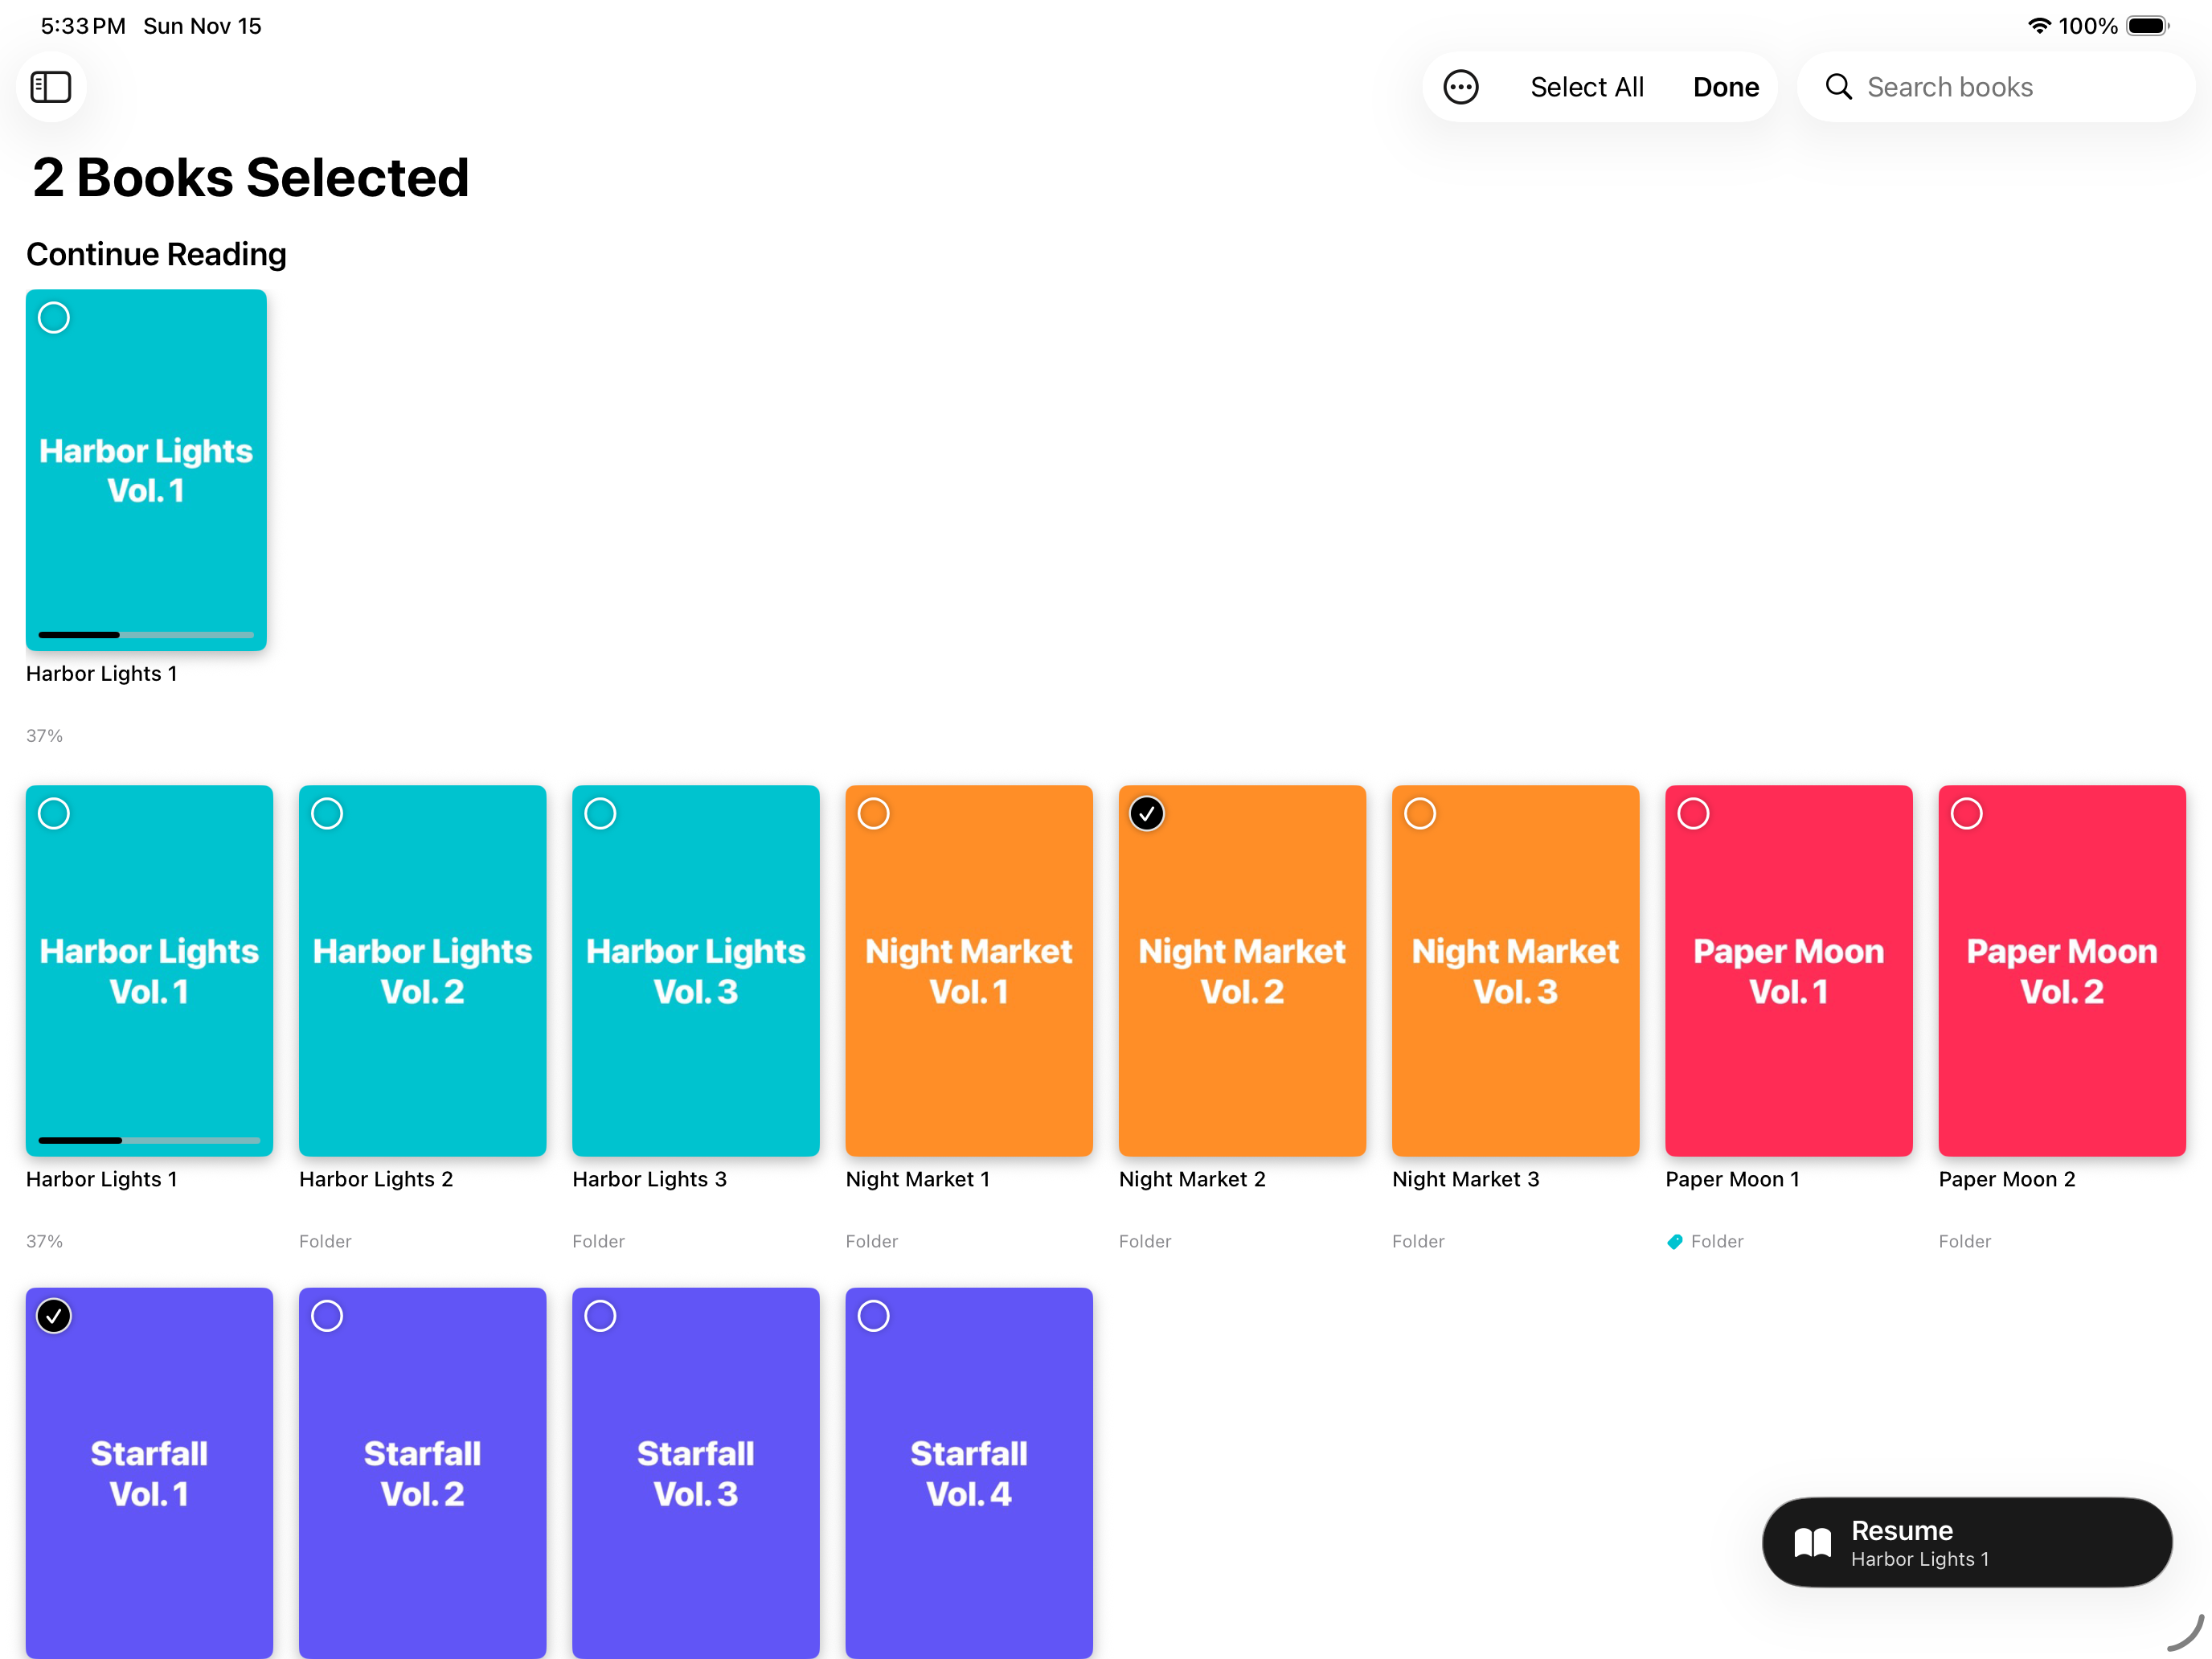 5:33 PM Sun Nov 15
100%
Select All
Done
Search books
2 Books Selected
Continue Reading
Harbor Lights
Vol. 1
Harbor Lights 1
37%
Harbor Lights
Vol. 1
Harbor Lights 1
37%
Harbor Lights
Vol. 2
Harbor Lights 2
Folder
Harbor Lights
Vol. 3
Harbor Lights 3
Folder
Night Market
Vol. 1
Night Market 1
Folder
Night Market
Vol. 2
Night Market 2
Folder
Night Market
Vol. 3
Night Market 3
Folder
Paper Moon
Vol. 1
Paper Moon 1
Folder
Paper Moon
Vol. 2
Paper Moon 2
Folder
Starfall
Vol. 1
Starfall
Vol. 2
Starfall
Vol. 3
Starfall
Vol. 4
Resume
Harbor Lights 1